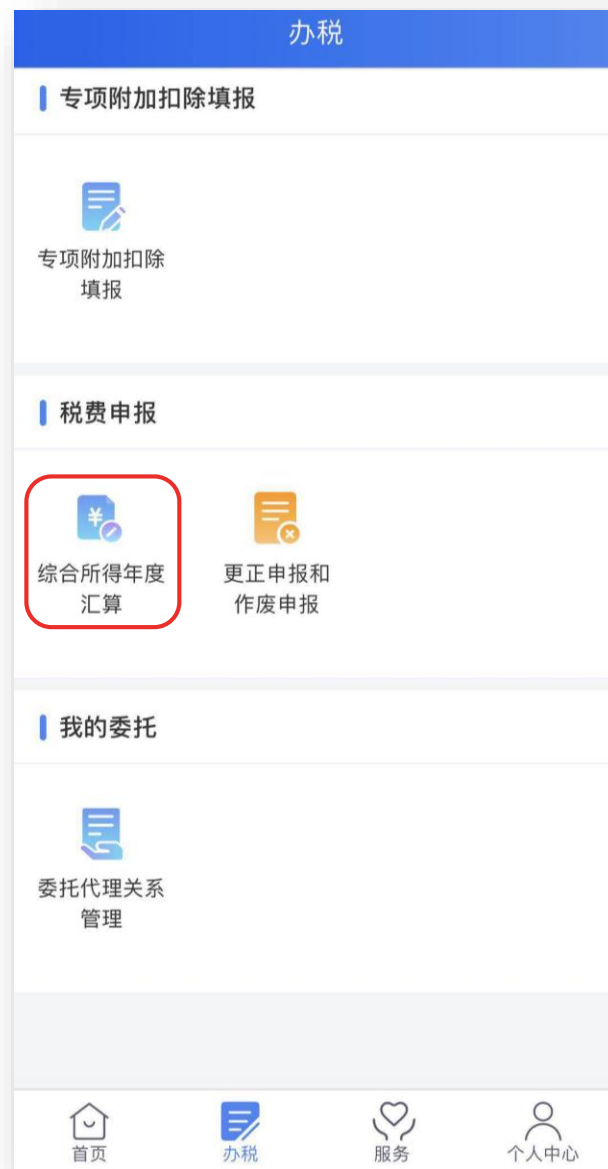 办税
专项附加扣除填报
专项附加扣除
填报
税费申报
综合所得年度
汇算
更正申报和
作废申报
我的委托
委托代理关系
管理
首页
办税
服务
个人中心